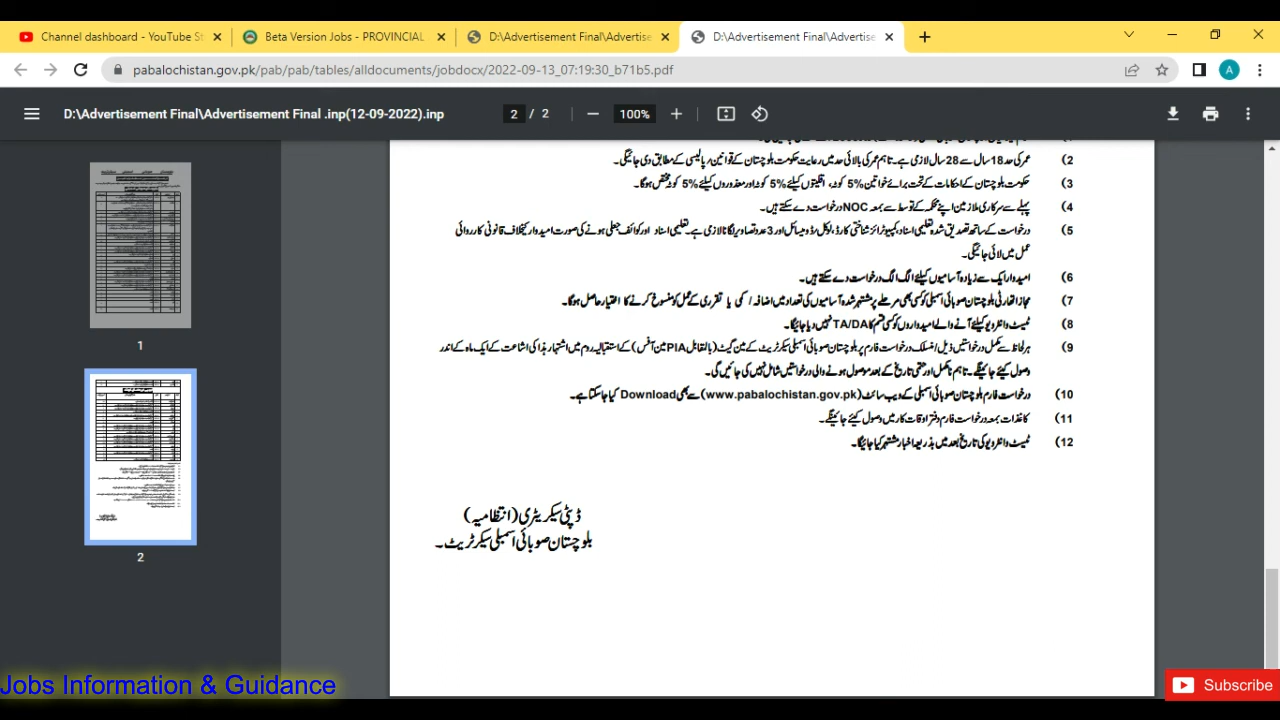 Channel dashboard - YouTube St
Beta Version Jobs - PROVINCIAL
D:\Advertisement Final\Advertise
D:\Advertisement Final\Advertise
pabalochistan.gov.pk/pab/pab/tables/alldocuments/jobdocx/2022-09-13_07:19:30_b71b5.pdf
A
D:\Advertisement Final\Advertisement Final .inp(12-09-2022).inp
2 / 2
100%
2) عمر کی حد 18 سال سے 28 سال لازمی ہے۔ تاہم عمر کی بالائی حد میں رعایت حکومت بلوچستان کے قوانین رپالیسی کے مطابق دی جائیگی۔
3) حکومت بلوچستان کے احکامات کے تحت برائے خواتین 5% کوٹہ، اقلیتوں کیلئے 5% کوٹہ اور معذوروں کیلئے 5% کوٹہ مختص ہوگا۔
4) پہلے سے سرکاری ملازمین اپنے محکمہ کے توسط سے بمعہ NOC درخواست دے سکتے ہیں۔
5) درخواست کے ساتھ تصدیق شدہ تعلیمی اسناد، کمپیوٹرائز شناختی کارڈ، لوکل رڈومیسائل اور 3 عدد تصاویر لگانا لازمی ہے۔ تعلیمی اسناد اور کوائف جعلی ہونے کی صورت امیدوار کیخلاف قانونی کارروائی
عمل میں لائی جائیگی۔
6) امیدوار ایک سے زیادہ آسامیوں کیلئے الگ الگ درخواست دے سکتے ہیں۔
7) مجاز اتھارٹی بلوچستان صوبائی اسمبلی کو کسی بھی مرحلے پر مشتہر شدہ آسامیوں کی تعداد میں اضافہ / کمی یا تقرری کے عمل کو منسوخ کرنے کا اختیار حاصل ہوگا۔
8) ٹیسٹ و انٹرویو کیلئے آنے والے امیدواروں کو کسی قسم کا TA/DA نہیں دیا جائیگا۔
9) ہر لحاظ سے مکمل درخواستیں ذیل / منسلک درخواست فارم پر بلوچستان صوبائی اسمبلی سیکرٹریٹ کے مین گیٹ (بالمقابل PIA مین آفس) کے استقبالیہ روم میں اشتہار ہذا کی اشاعت کے ایک ماہ کے اندر
وصول کیئے جائینگے۔ تاہم نامکمل اور حتمی تاریخ کے بعد موصول ہونے والی درخواستیں شامل نہیں کی جائیں گی۔
10) درخواست فارم بلوچستان صوبائی اسمبلی کے ویب سائٹ (www.pabalochistan.gov.pk) سے بھی Download کیا جا سکتا ہے۔
11) کاغذات بمعہ درخواست فارم دفتر اوقات کار میں وصول کیئے جائینگے۔
12) ٹیسٹ و انٹرویو کی تاریخ بعد میں بذریعہ اخبار مشتہر کیا جائیگا۔
ڈپٹی سیکریٹری (انتظامیہ)
بلوچستان صوبائی اسمبلی سیکرٹریٹ۔
1
2
Jobs Information & Guidance
Subscribe